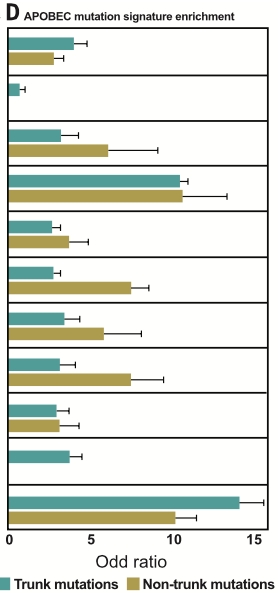 D APOBEC mutation signature enrichment
0 5 10 15
Odd ratio
Trunk mutations Non-trunk mutations